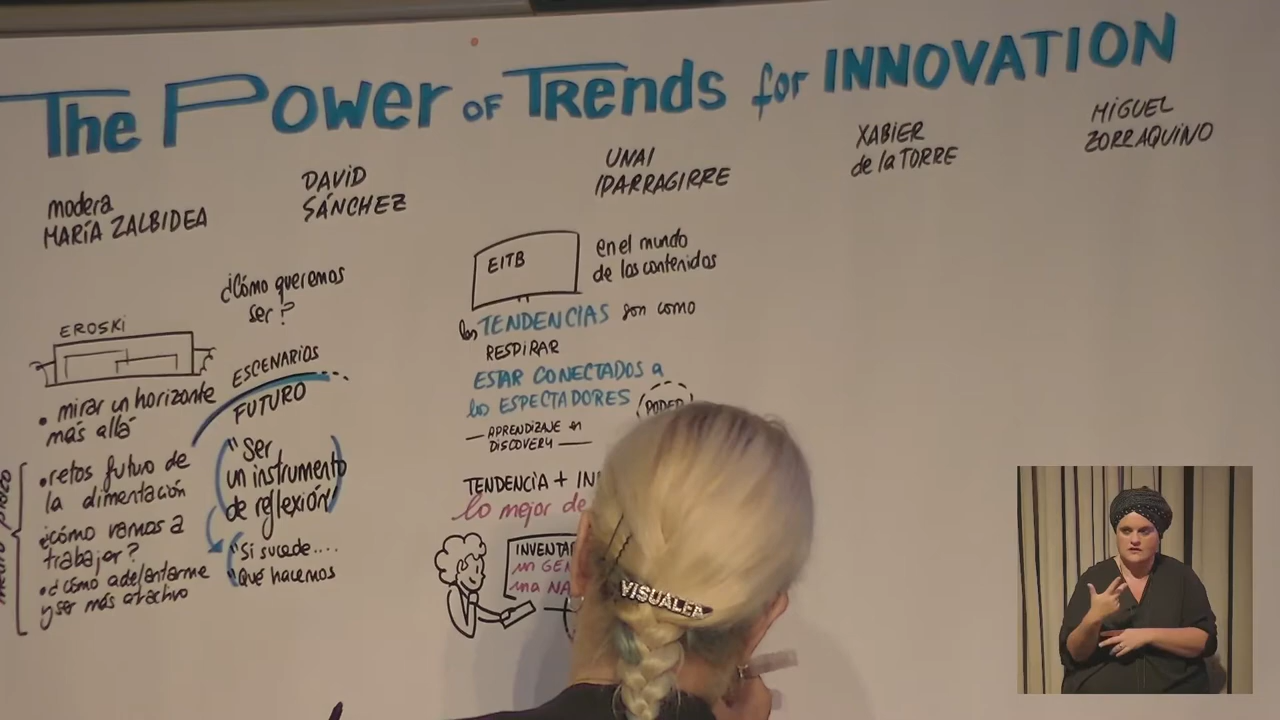 The Power of Trends for INNOVATION
modera
MARÍA ZALBIDEA
DAVID
SÁNCHEZ
UNAI
IPARRAGIRRE
XABIER
de la TORRE
MIGUEL
ZORRAQUINO
EROSKI
• mirar un horizonte
más allá
• retos futuro de
la alimentación
¿cómo vamos a
trabajar?
• ¿cómo adelantarme
y ser más atractivo
¿Cómo queremos
ser?
ESCENARIOS
FUTURO
"Ser
un instrumento
de reflexión"
"Si sucede....
"Qué hacemos
EITB
en el mundo
de los contenidos
las TENDENCIAS son como
RESPIRAR
ESTAR CONECTADOS a
los ESPECTADORES
PODER
— APRENDIZAJE en
DISCOVERY —
TENDENCIA +
lo mejor de
INVENTAR
un
una
VISUALEA